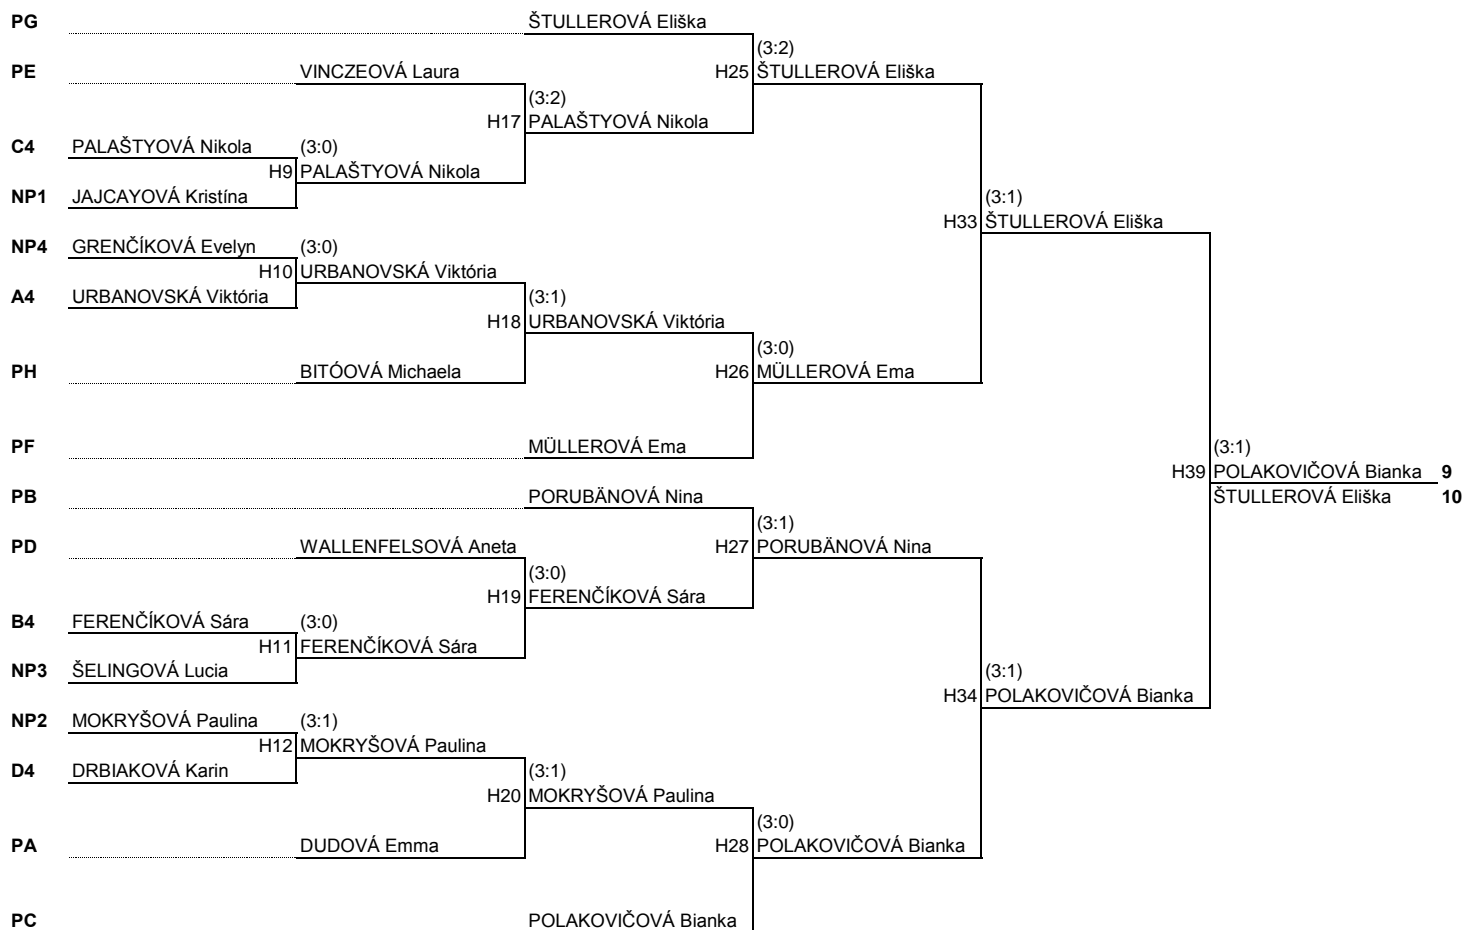 PG ŠTULLEROVÁ Eliška
(3:2)
PE VINCZEOVÁ Laura H25 ŠTULLEROVÁ Eliška
(3:2)
H17 PALAŠTYOVÁ Nikola
C4 PALAŠTYOVÁ Nikola (3:0)
H9 PALAŠTYOVÁ Nikola
NP1 JAJCAYOVÁ Kristína (3:1)
H33 ŠTULLEROVÁ Eliška
NP4 GRENČÍKOVÁ Evelyn (3:0)
H10 URBANOVSKÁ Viktória
A4 URBANOVSKÁ Viktória (3:1)
H18 URBANOVSKÁ Viktória
(3:0)
PH BITÓOVÁ Michaela H26 MÜLLEROVÁ Ema
PF MÜLLEROVÁ Ema (3:1)
H39 POLAKOVIČOVÁ Bianka 9
PB PORUBÄNOVÁ Nina ŠTULLEROVÁ Eliška 10
(3:1)
PD WALLENFELSOVÁ Aneta H27 PORUBÄNOVÁ Nina
(3:0)
H19 FERENČÍKOVÁ Sára
B4 FERENČÍKOVÁ Sára (3:0)
H11 FERENČÍKOVÁ Sára
NP3 ŠELINGOVÁ Lucia (3:1)
H34 POLAKOVIČOVÁ Bianka
NP2 MOKRYŠOVÁ Paulina (3:1)
H12 MOKRYŠOVÁ Paulina
D4 DRBIAKOVÁ Karin (3:1)
H20 MOKRYŠOVÁ Paulina
(3:0)
PA DUDOVÁ Emma H28 POLAKOVIČOVÁ Bianka
PC POLAKOVIČOVÁ Bianka